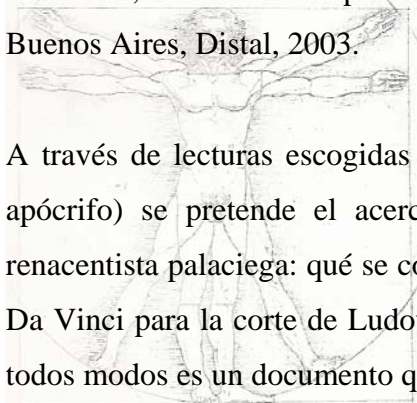 Buenos Aires, Distal, 2003.
A través de lecturas escogidas
apócrifo) se pretende el acerc
renacentista palaciega: qué se co
Da Vinci para la corte de Ludo
todos modos es un documento q